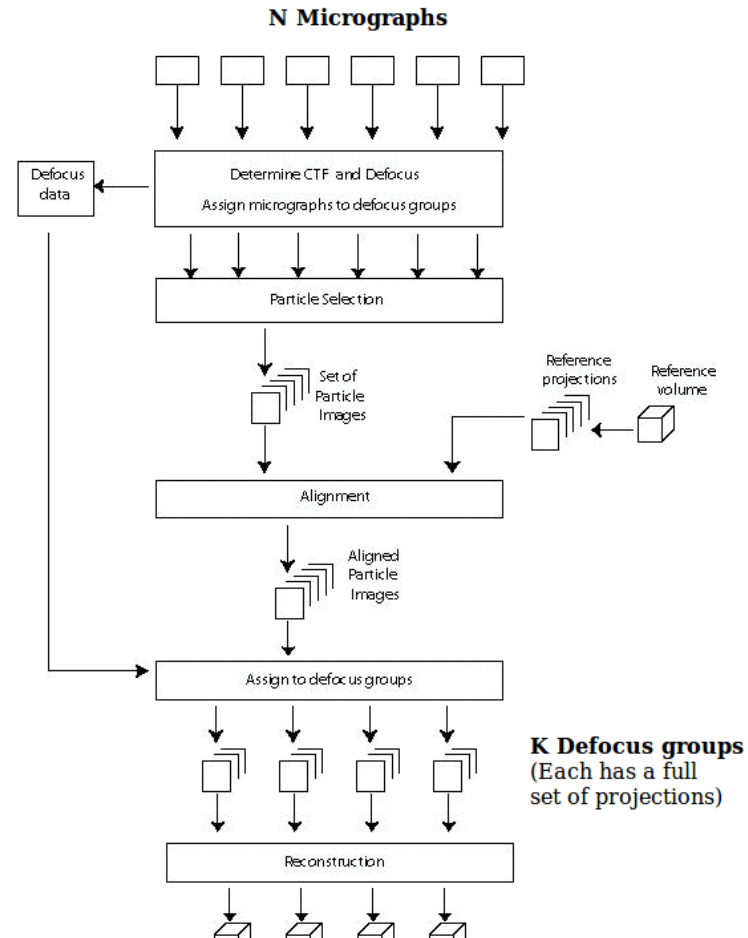 N Micrographs
Defocus
data
Determine CTF and Defocus
Assign micrographs to defocus groups
Particle Selection
Set of
Particle
Images
Reference
projections
Reference
volume
Alignment
Aligned
Particle
Images
Assign to defocus groups
K Defocus groups
(Each has a full
set of projections)
Reconstruction